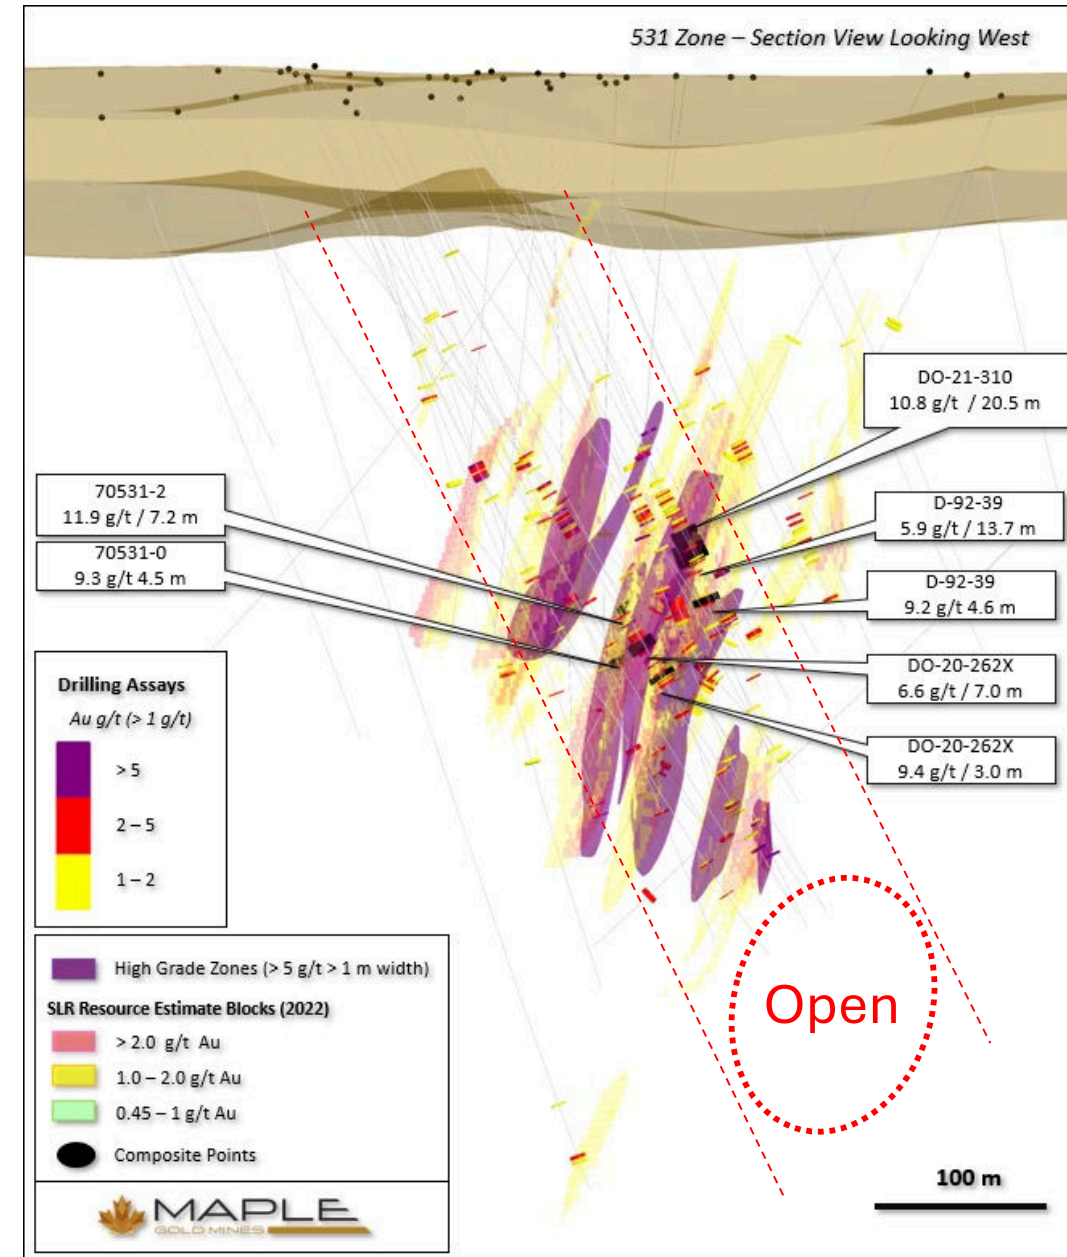 531 Zone – Section View Looking West
DO-21-310
10.8 g/t / 20.5 m
70531-2
11.9 g/t / 7.2 m
D-92-39
5.9 g/t / 13.7 m
70531-0
9.3 g/t 4.5 m
D-92-39
9.2 g/t 4.6 m
DO-20-262X
6.6 g/t / 7.0 m
DO-20-262X
9.4 g/t / 3.0 m
Drilling Assays
Au g/t (> 1 g/t)
> 5
2 – 5
1 – 2
High Grade Zones (> 5 g/t > 1 m width)
SLR Resource Estimate Blocks (2022)
> 2.0 g/t Au
1.0 – 2.0 g/t Au
0.45 – 1 g/t Au
Composite Points
MAPLE
GOLD MINES
Open
100 m